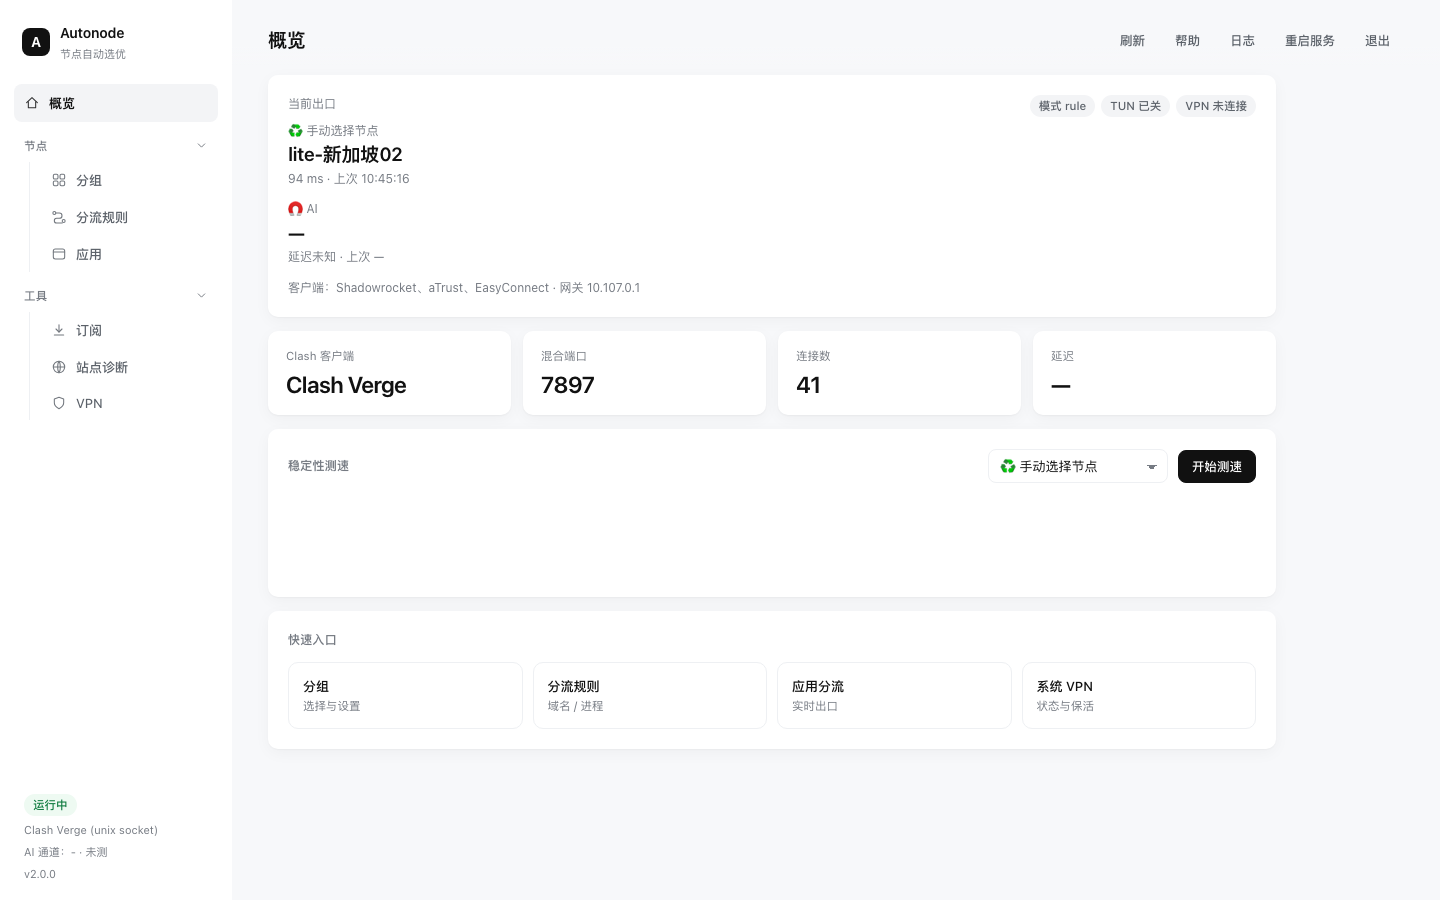 A
Autonode
节点自动选优
概览
节点
分组
分流规则
应用
工具
订阅
站点诊断
VPN
运行中
Clash Verge (unix socket)
AI 通道：- · 未测
v2.0.0
概览
刷新
帮助
日志
重启服务
退出
当前出口
模式 rule
TUN 已关
VPN 未连接
♻️ 手动选择节点
lite-新加坡02
94 ms · 上次 10:45:16
🧲 AI
—
延迟未知 · 上次 —
客户端：Shadowrocket、aTrust、EasyConnect · 网关 10.107.0.1
Clash 客户端
Clash Verge
混合端口
7897
连接数
41
延迟
—
稳定性测速
♻️ 手动选择节点
开始测速
快速入口
分组
选择与设置
分流规则
域名 / 进程
应用分流
实时出口
系统 VPN
状态与保活